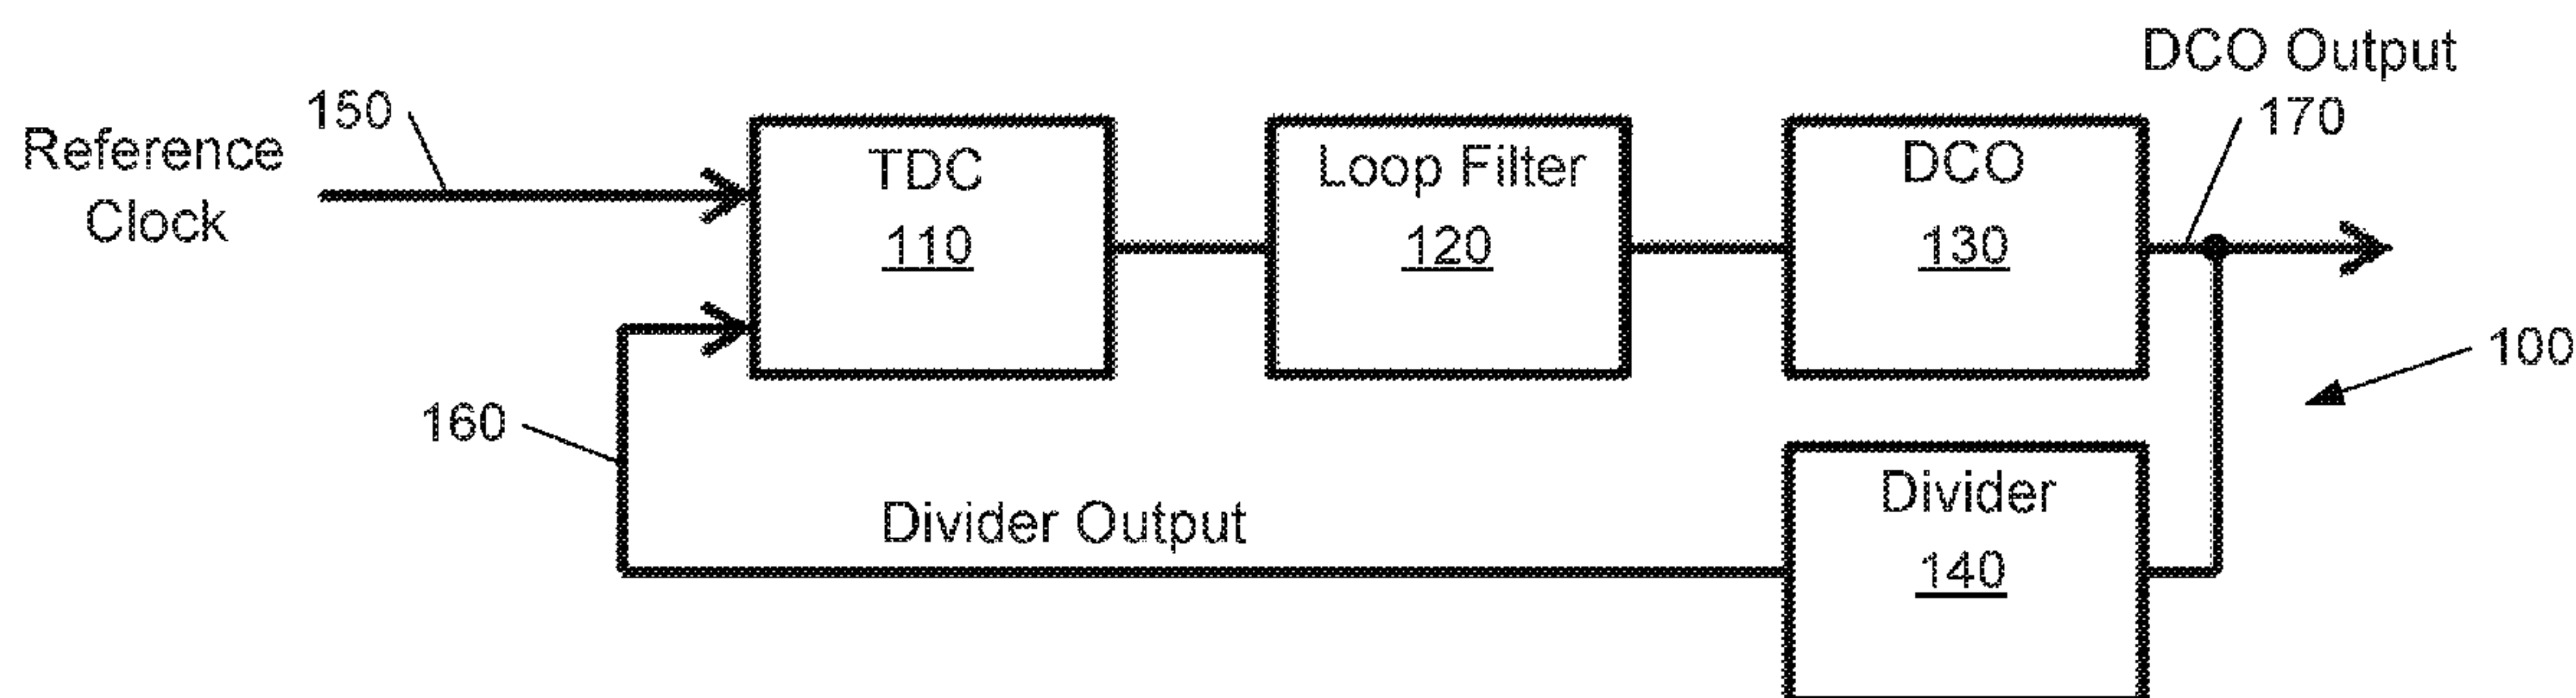 DCO Output
170
150
Reference
Clock
TDC
110
Loop Filter
120
DCO
130
100
160
Divider Output
Divider
140